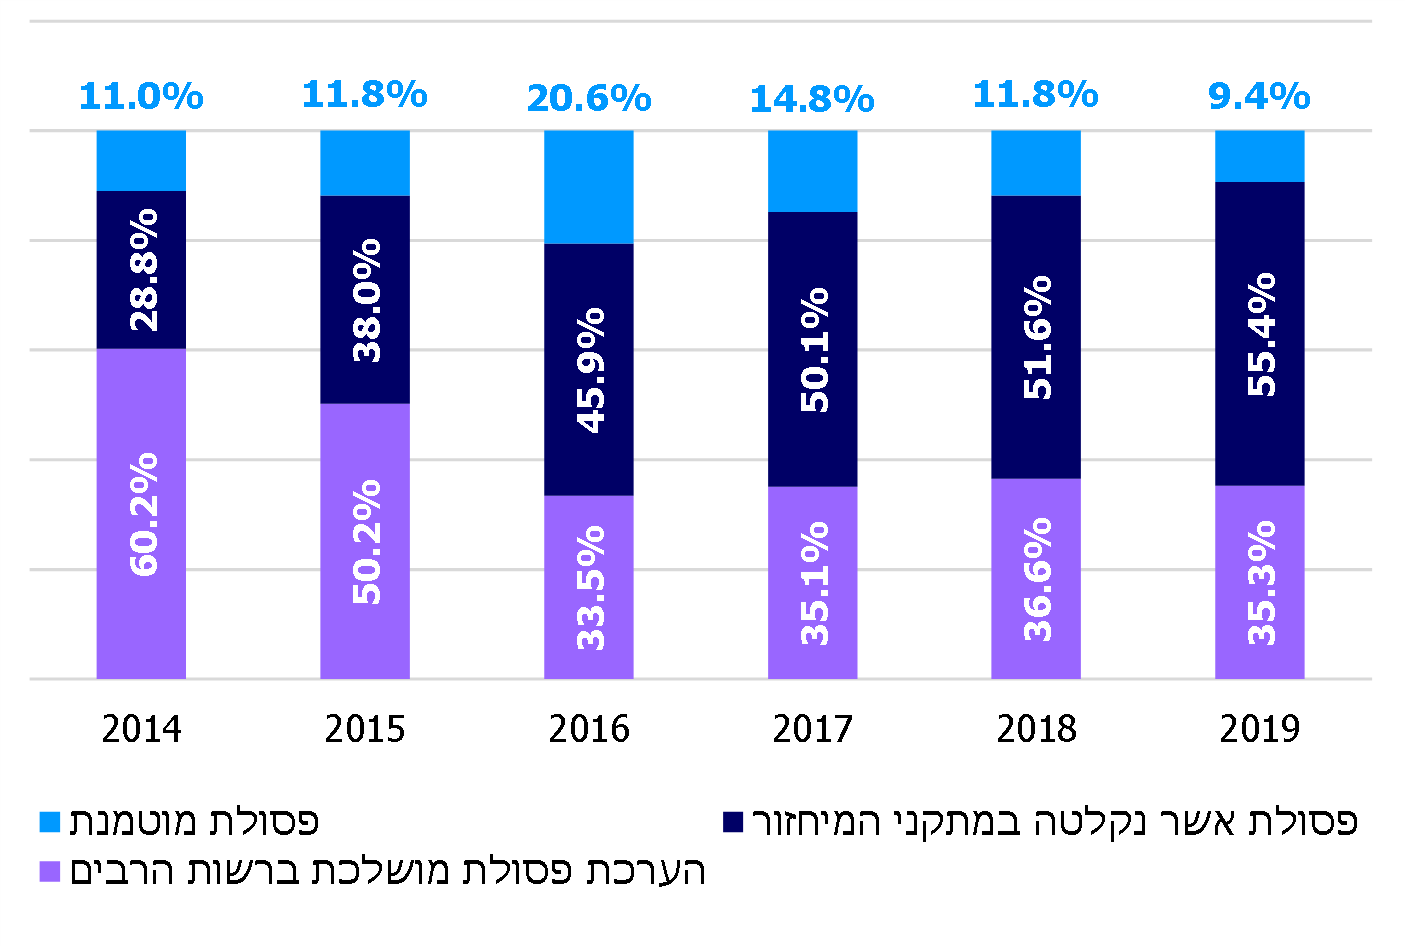 11.0% 11.8% 20.6% 14.8% 11.8% 9.4%
28.8% 38.0% 45.9% 50.1% 51.6% 55.4%
60.2% 50.2% 33.5% 35.1% 36.6% 35.3%
2014 2015 2016 2017 2018 2019
פסולת מוטמנת
פסולת אשר נקלטה במתקני המיחזור
הערכת פסולת מושלכת ברשות הרבים